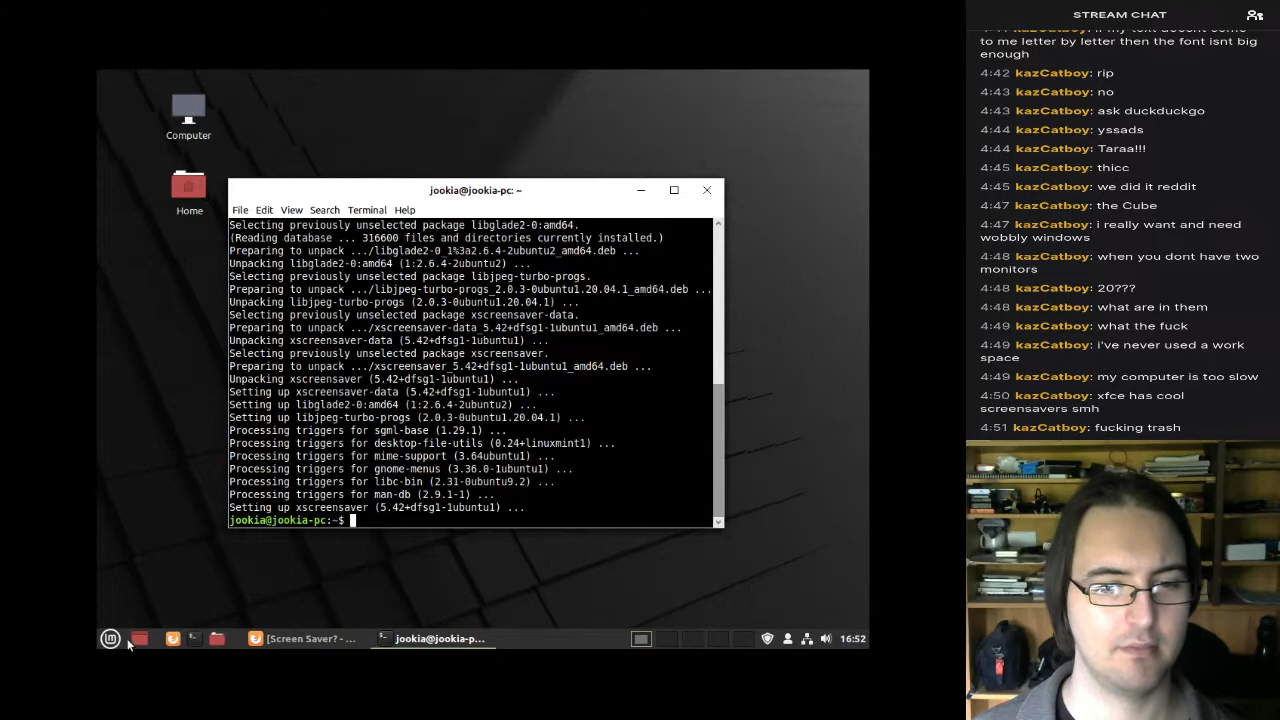 Computer
Home
jookia@jookia-pc: ~
File Edit View Search Terminal Help
Selecting previously unselected package libglade2-0:amd64.
(Reading database ... 316600 files and directories currently installed.)
Preparing to unpack .../libglade2-0_1%3a2.6.4-2ubuntu2_amd64.deb ...
Unpacking libglade2-0:amd64 (1:2.6.4-2ubuntu2) ...
Selecting previously unselected package libjpeg-turbo-progs.
Preparing to unpack .../libjpeg-turbo-progs_2.0.3-0ubuntu1.20.04.1_amd64.deb ...
Unpacking libjpeg-turbo-progs (2.0.3-0ubuntu1.20.04.1) ...
Selecting previously unselected package xscreensaver-data.
Preparing to unpack .../xscreensaver-data_5.42+dfsg1-1ubuntu1_amd64.deb ...
Unpacking xscreensaver-data (5.42+dfsg1-1ubuntu1) ...
Selecting previously unselected package xscreensaver.
Preparing to unpack .../xscreensaver_5.42+dfsg1-1ubuntu1_amd64.deb ...
Unpacking xscreensaver (5.42+dfsg1-1ubuntu1) ...
Setting up xscreensaver-data (5.42+dfsg1-1ubuntu1) ...
Setting up libglade2-0:amd64 (1:2.6.4-2ubuntu2) ...
Setting up libjpeg-turbo-progs (2.0.3-0ubuntu1.20.04.1) ...
Processing triggers for sgml-base (1.29.1) ...
Processing triggers for desktop-file-utils (0.24+linuxmint1) ...
Processing triggers for mime-support (3.64ubuntu1) ...
Processing triggers for gnome-menus (3.36.0-1ubuntu1) ...
Processing triggers for libc-bin (2.31-0ubuntu9.2) ...
Processing triggers for man-db (2.9.1-1) ...
Setting up xscreensaver (5.42+dfsg1-1ubuntu1) ...
jookia@jookia-pc:~$
[Screen Saver? - ...
jookia@jookia-p...
16:52
STREAM CHAT
to me letter by letter then the font isnt big
enough
4:42 kazCatboy: rip
4:43 kazCatboy: no
4:43 kazCatboy: ask duckduckgo
4:44 kazCatboy: yssads
4:44 kazCatboy: Taraa!!!
4:45 kazCatboy: thicc
4:45 kazCatboy: we did it reddit
4:47 kazCatboy: the Cube
4:47 kazCatboy: i really want and need
wobbly windows
4:48 kazCatboy: when you dont have two
monitors
4:48 kazCatboy: 20???
4:48 kazCatboy: what are in them
4:49 kazCatboy: what the fuck
4:49 kazCatboy: i've never used a work
space
4:49 kazCatboy: my computer is too slow
4:50 kazCatboy: xfce has cool
screensavers smh
4:51 kazCatboy: fucking trash